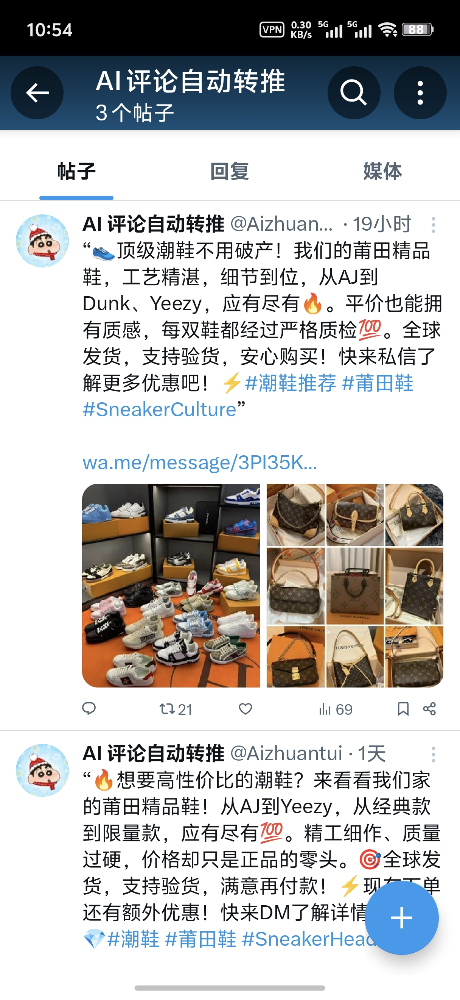 10:54
VPN 0.30 KB/s 5G 5G 88
AI 评论自动转推
3 个帖子
帖子 回复 媒体
AI 评论自动转推 @Aizhuan... · 19小时
“👟顶级潮鞋不用破产！我们的莆田精品
鞋，工艺精湛，细节到位，从AJ到
Dunk、Yeezy，应有尽有🔥。平价也能拥
有质感，每双鞋都经过严格质检💯。全球
发货，支持验货，安心购买！快来私信了
解更多优惠吧！⚡#潮鞋推荐 #莆田鞋
#SneakerCulture”
wa.me/message/3PI35K...
GUCCI
LOUIS VUITTON
21 69
AI 评论自动转推 @Aizhuantui · 1天
“🔥想要高性价比的潮鞋？来看看我们家
的莆田精品鞋！从AJ到Yeezy，从经典款
到限量款，应有尽有💯。精工细作、质量
过硬，价格却只是正品的零头。🎯全球发
货，支持验货，满意再付款！⚡现在下单
还有额外优惠！快来DM了解详情
💎#潮鞋 #莆田鞋 #SneakerHead